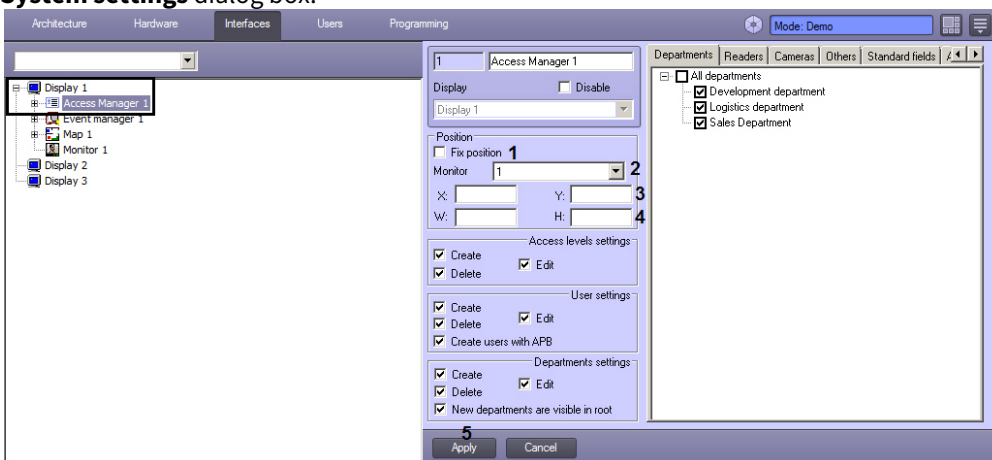 System settings dialog box.
Architecture Hardware Interfaces Users Programming Mode: Demo
Display 1
Access Manager 1
Event manager 1
Map 1
Monitor 1
Display 2
Display 3
1 Access Manager 1
Display Disable
Display 1
Position
Fix position 1
Monitor 1 2
X: Y: 3
W: H: 4
Access levels settings
Create
Edit
Delete
User settings
Create
Edit
Delete
Create users with APB
Departments settings
Create
Edit
Delete
New departments are visible in root
5
Apply Cancel
Departments Readers Cameras Others Standard fields
All departments
Development department
Logistics department
Sales Department